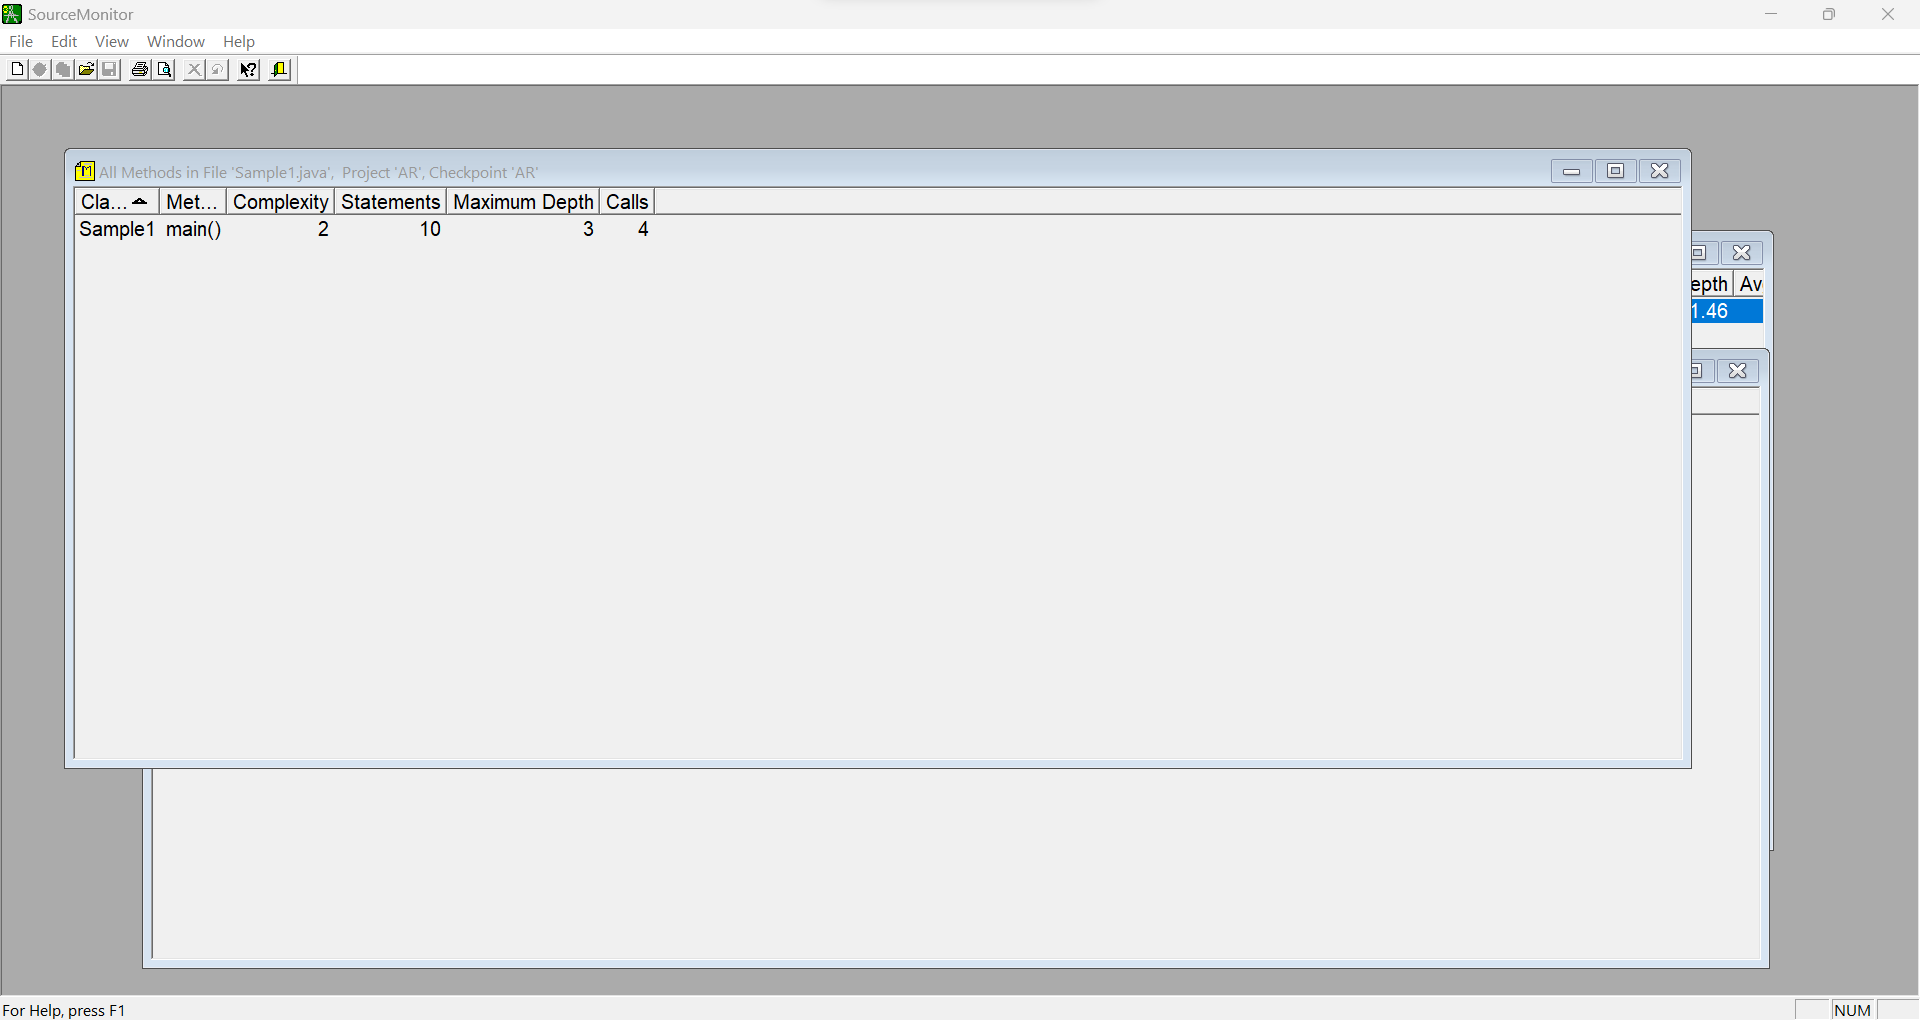 SourceMonitor
File Edit View Window Help
All Methods in File 'Sample1.java', Project 'AR', Checkpoint 'AR'
Cla... Met... Complexity Statements Maximum Depth Calls
Sample1 main() 2 10 3 4
epth Av
1.46
For Help, press F1
NUM